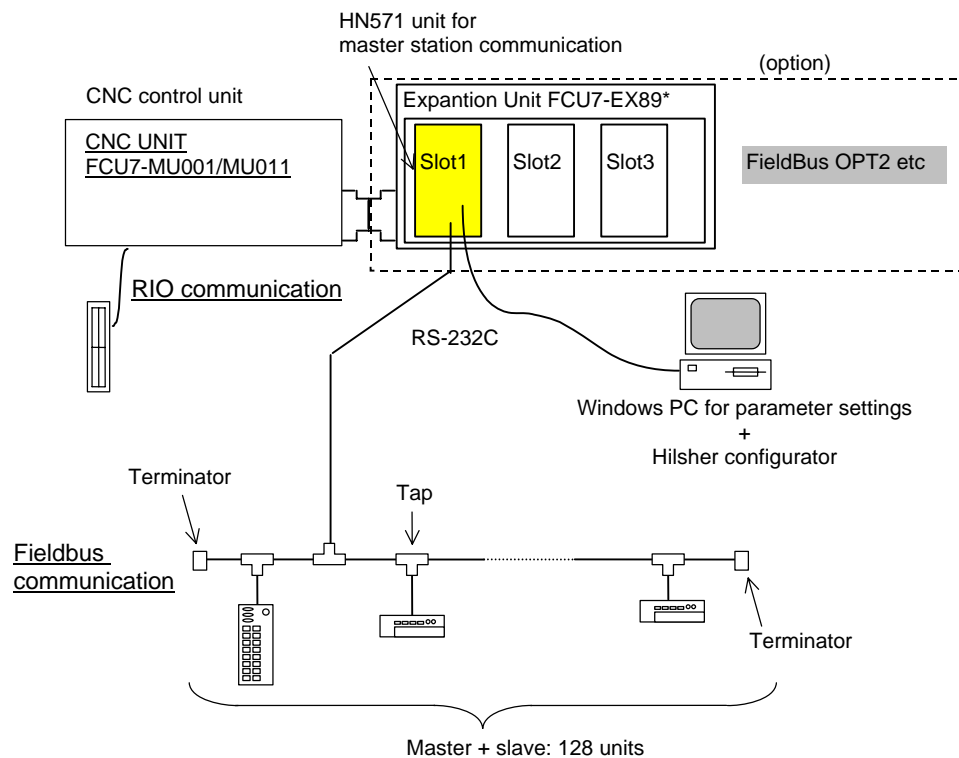 HN571 unit for
master station communication
(option)
CNC control unit
Expantion Unit FCU7-EX89*
CNC UNIT
FCU7-MU001/MU011
Slot1
Slot2
Slot3
FieldBus OPT2 etc
RIO communication
RS-232C
Windows PC for parameter settings
+
Hilsher configurator
Terminator
Tap
Fieldbus
communication
Terminator
Master + slave: 128 units